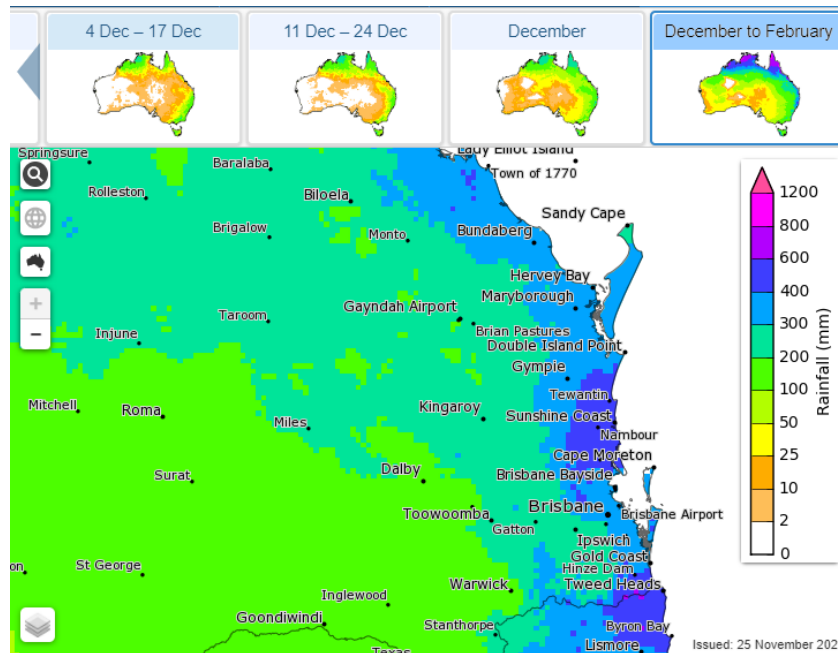 4 Dec – 17 Dec
11 Dec – 24 Dec
December
December to February
Springsure
Baralaba
Lady Elliot Island
Town of 1770
Rolleston
Biloela
Sandy Cape
Brigalow
Monto
Bundaberg
Hervey Bay
Maryborough
Taroom
Gayndah Airport
Brian Pastures
Injune
Double Island Point
Gympie
Tewantin
Mitchell
Roma
Kingaroy
Sunshine Coast
Miles
Nambour
Cape Moreton
Surat
Dalby
Brisbane Bayside
Brisbane
Brisbane Airport
Toowoomba
Gatton
Ipswich
Gold Coast
St George
Hinze Dam
Warwick
Tweed Heads
Inglewood
Goondiwindi
Stanthorpe
Byron Bay
Texas
Lismore
1200
800
600
400
300
200
100
50
25
10
2
0
Rainfall (mm)
Issued: 25 November 202